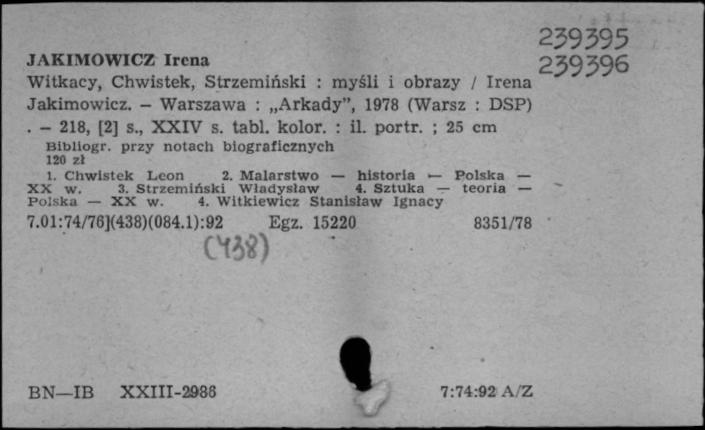 239395
JAKIMOWICZ Irena
239396
Witkacy, Chwistek, Strzemiński : myśli i obrazy / Irena
Jakimowicz. — Warszawa : „Arkady”, 1978 (Warsz : DSP)
. — 218, [2] s., XXIV s. tabl. kolor. : il. portr. ; 25 cm
Bibliogr. przy notach biograficznych
120 zł
1. Chwistek Leon 2. Malarstwo — historia — Polska —
XX w. 3. Strzemiński Władysław 4. Sztuka — teoria —
Polska — XX w. 4. Witkiewicz Stanisław Ignacy
7.01:74/76](438)(084.1):92 Egz. 15220 8351/78
(438)
BN—IB XXIII-2986 7:74:92 A/Z